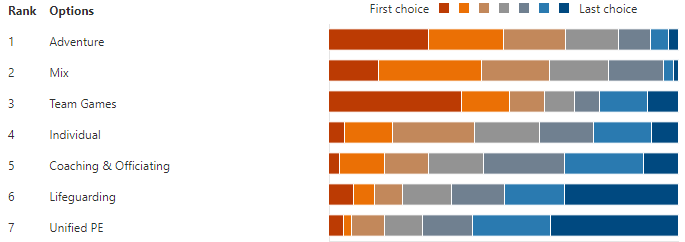 Rank Options First choice Last choice
1 Adventure
2 Mix
3 Team Games
4 Individual
5 Coaching & Officiating
6 Lifeguarding
7 Unified PE